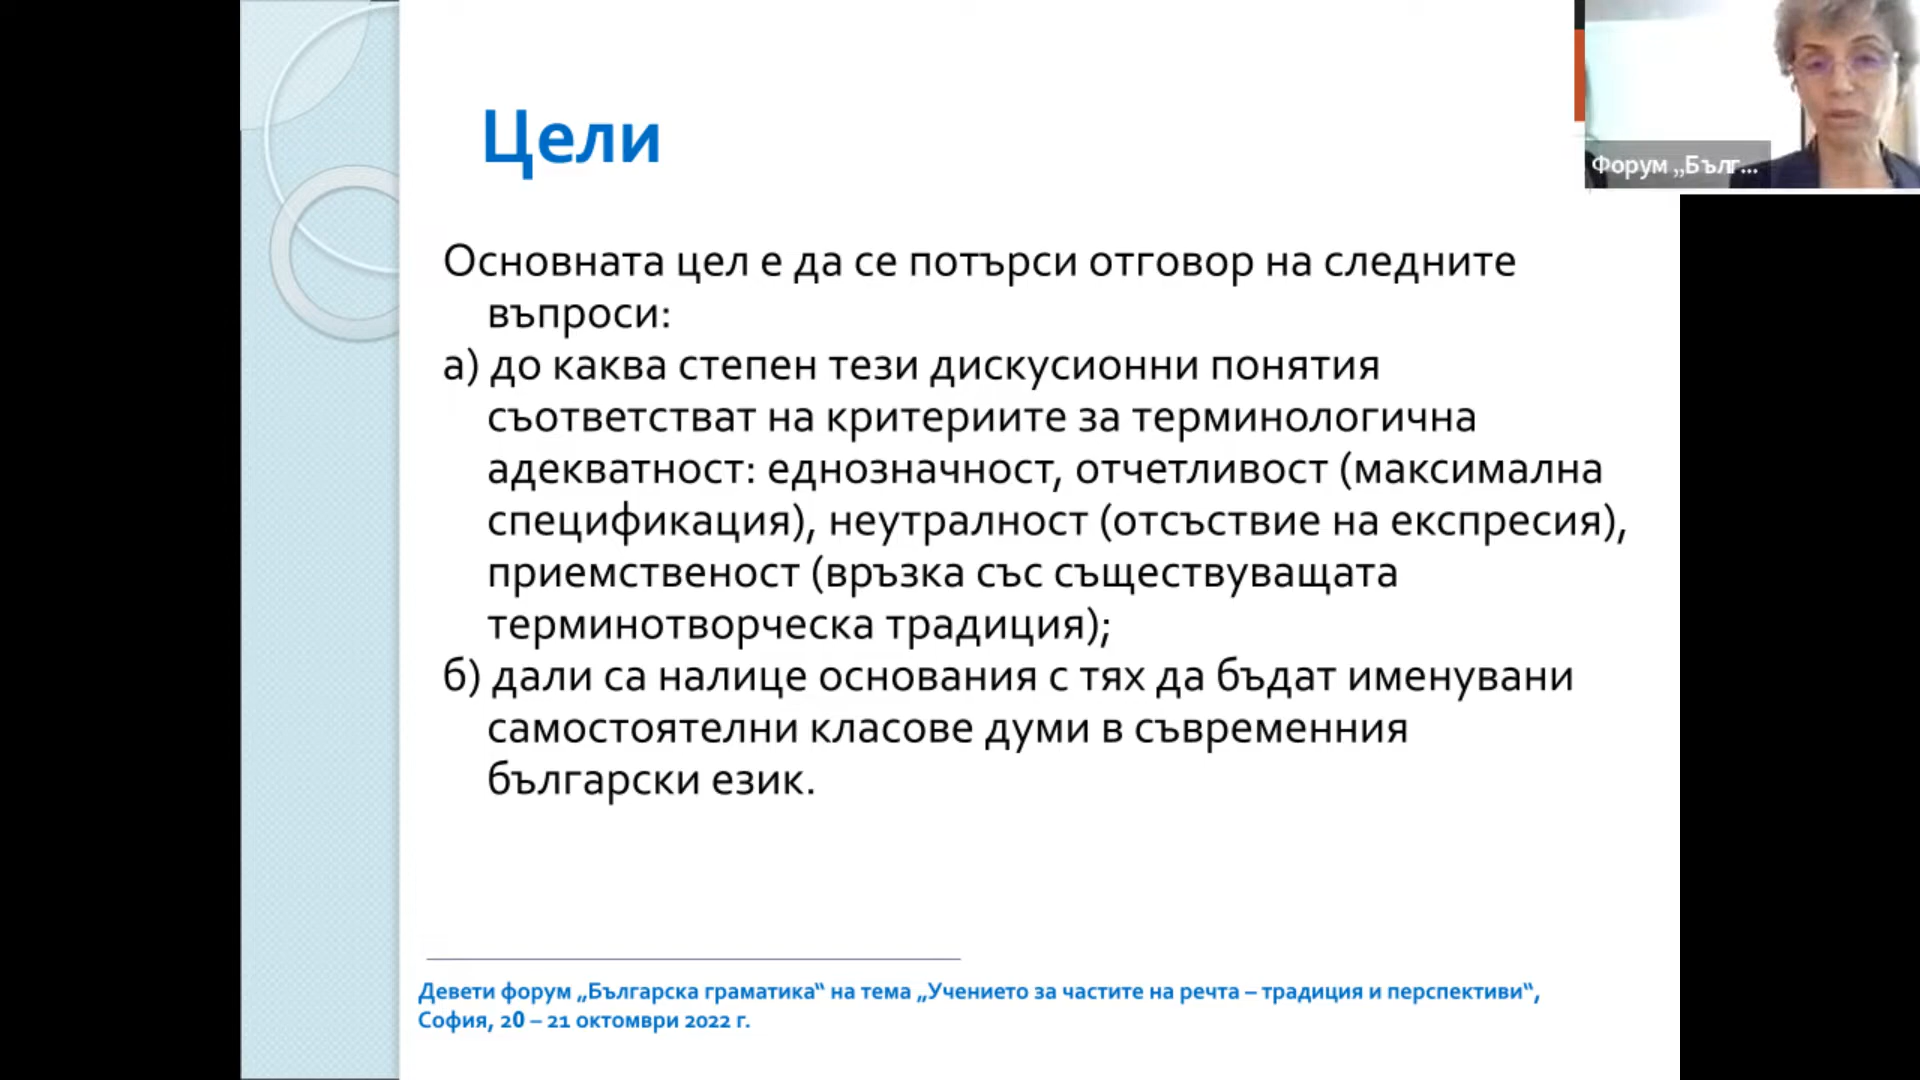 Цели
Форум „Бълг...
Основната цел е да се потърси отговор на следните
въпроси:
а) до каква степен тези дискусионни понятия
съответстват на критериите за терминологична
адекватност: еднозначност, отчетливост (максимална
спецификация), неутралност (отсъствие на експресия),
приемственост (връзка със съществуващата
терминотворческа традиция);
б) дали са налице основания с тях да бъдат именувани
самостоятелни класове думи в съвременния
български език.
Девети форум „Българска граматика“ на тема „Учението за частите на речта – традиция и перспективи“,
София, 20 – 21 октомври 2022 г.